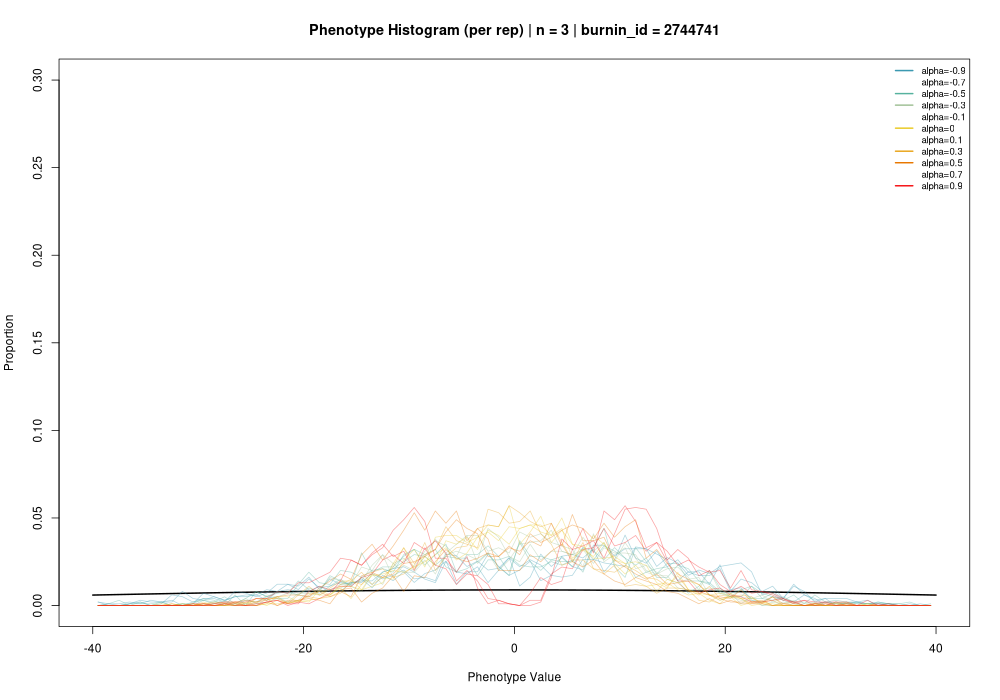 Phenotype Histogram (per rep) | n = 3 | burnin_id = 2744741
alpha=-0.9
alpha=-0.7
alpha=-0.5
alpha=-0.3
alpha=-0.1
alpha=0
alpha=0.1
alpha=0.3
alpha=0.5
alpha=0.7
alpha=0.9
Proportion
0.30
0.25
0.20
0.15
0.10
0.05
0.00
-40
-20
0
20
40
Phenotype Value